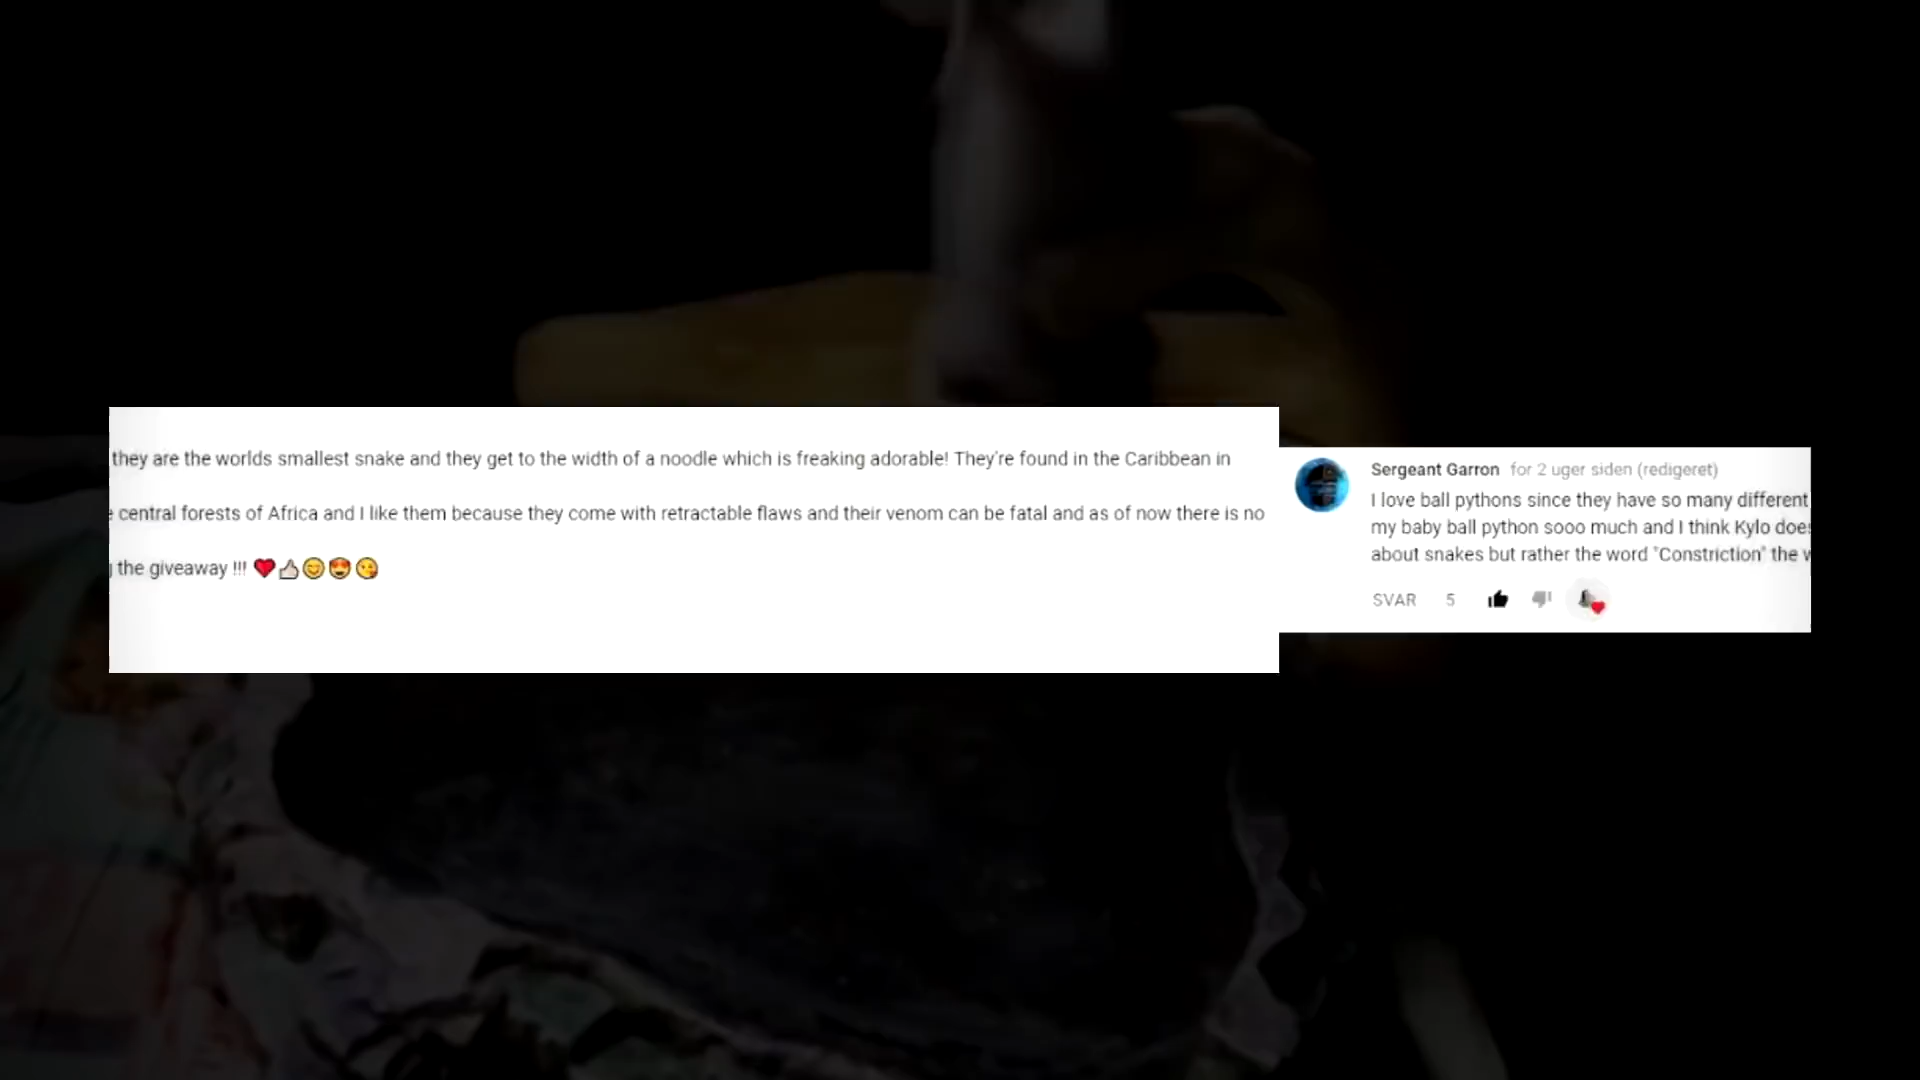 they are the worlds smallest snake and they get to the width of a noodle which is freaking adorable! They're found in the Caribbean in
central forests of Africa and I like them because they come with retractable flaws and their venom can be fatal and as of now there is no
the giveaway !!! ❤️👍😊😍😘
Sergeant Garron for 2 uger siden (redigeret)
I love ball pythons since they have so many different
my baby ball python sooo much and I think Kylo does
about snakes but rather the word "Constriction" the
SVAR 5